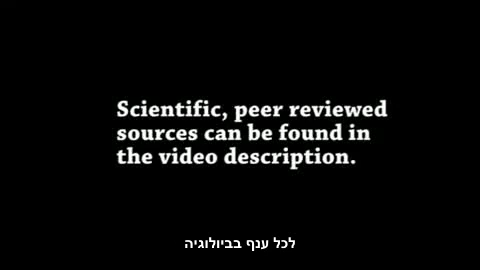 Scientific, peer reviewed
sources can be found in
the video description.
לכל ענף בביולוגיה